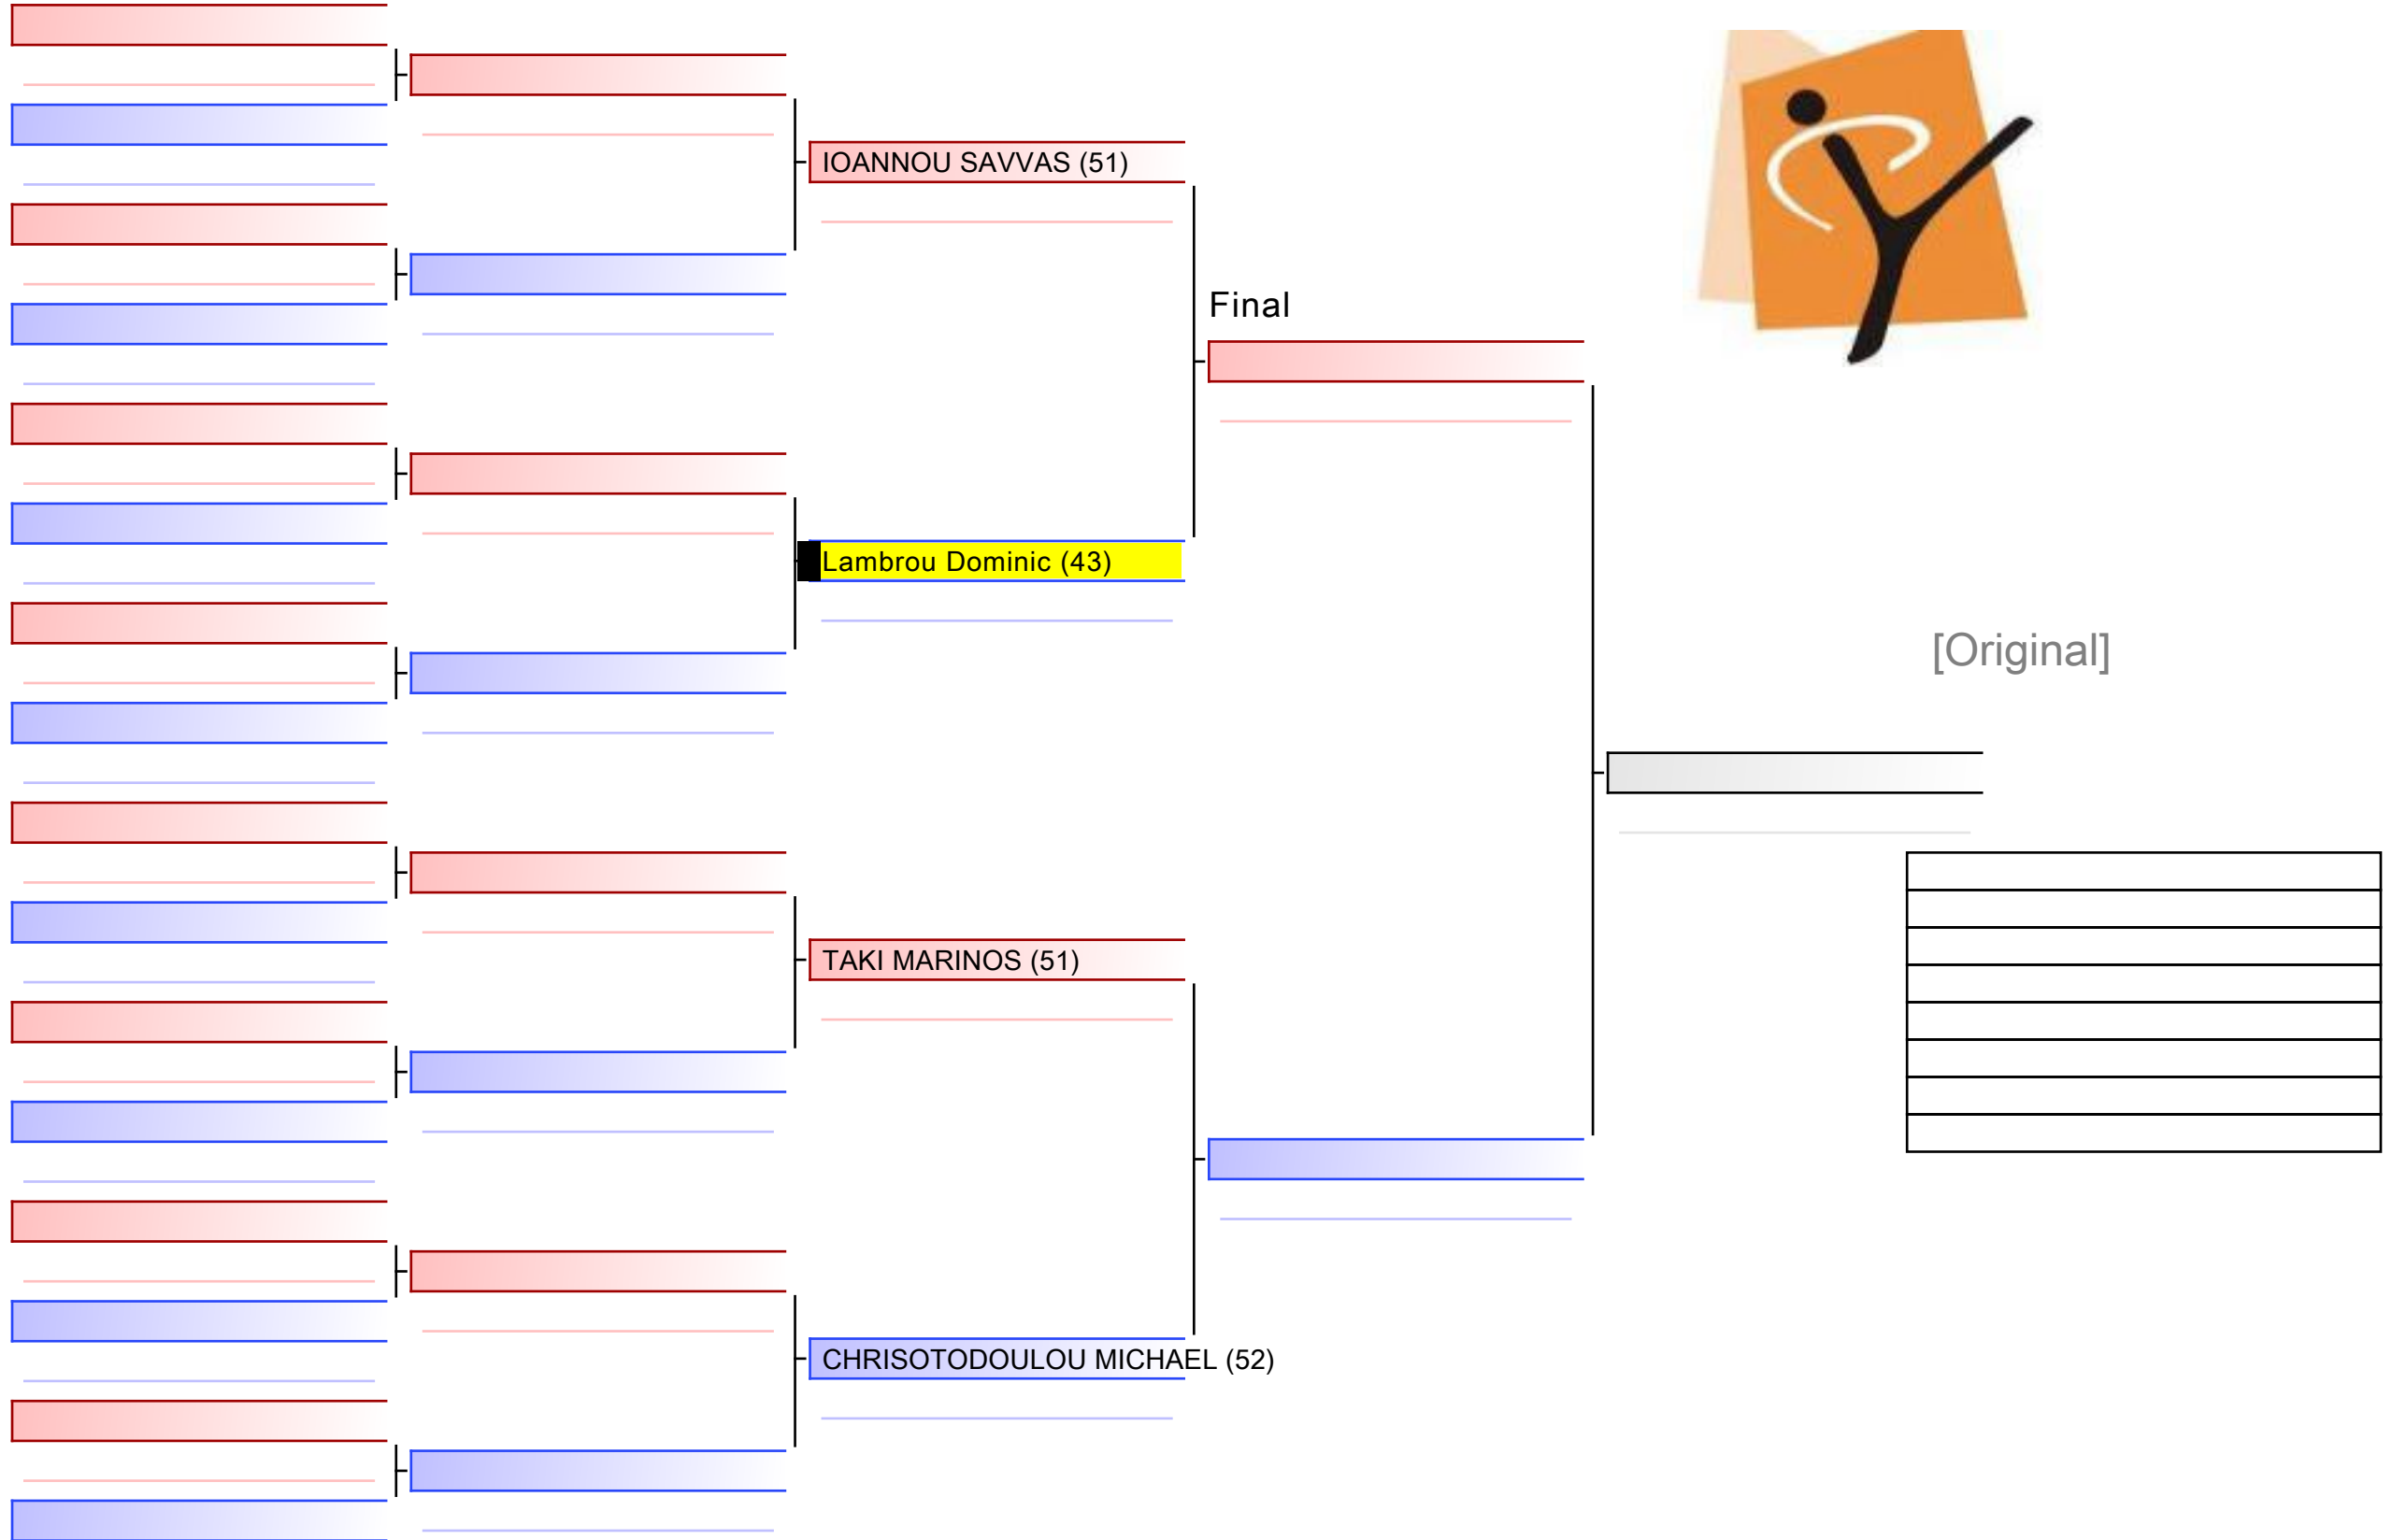 IOANNOU SAVVAS (51)
Final
Lambrou Dominic (43)
[Original]
TAKI MARINOS (51)
CHRISOTODOULOU MICHAEL (52)